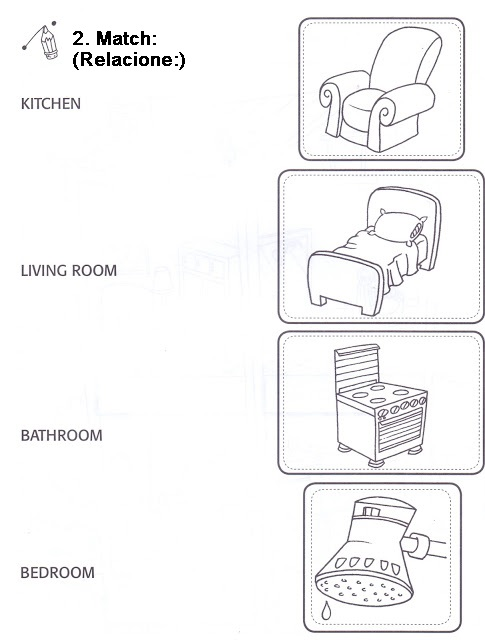 2. Match:
(Relacione:)
KITCHEN
LIVING ROOM
BATHROOM
BEDROOM